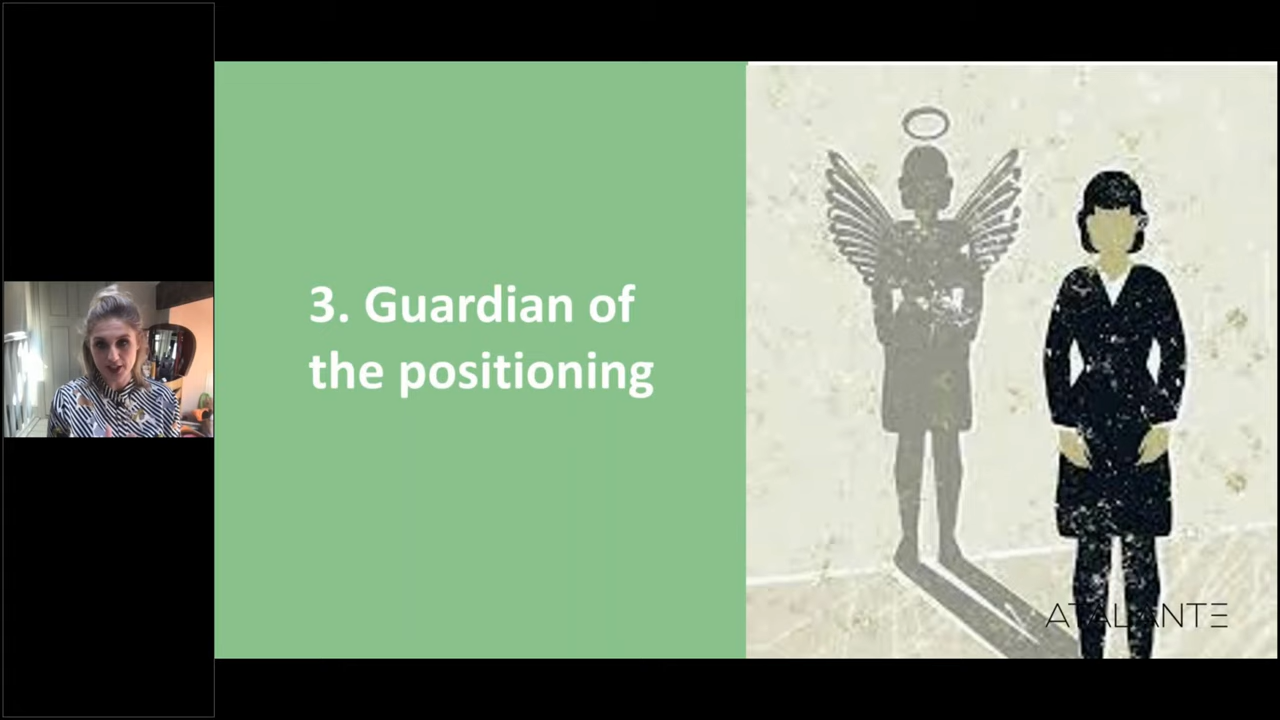 3. Guardian of
the positioning
ATALANTE